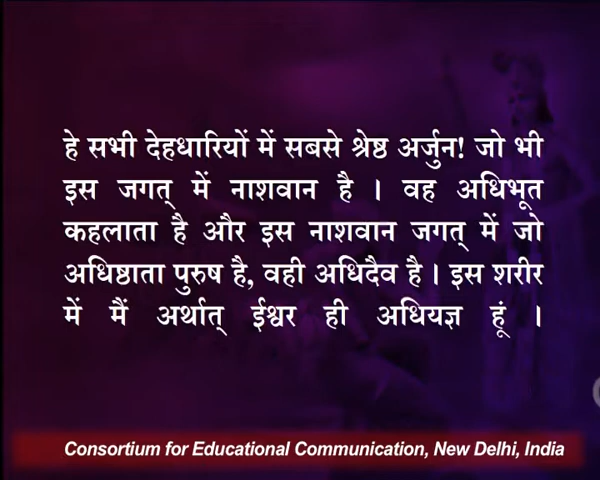 हे सभी देहधारियों में सबसे श्रेष्ठ अर्जुन! जो भी
इस जगत् में नाशवान है । वह अधिभूत
कहलाता है और इस नाशवान जगत् में जो
अधिष्ठाता पुरुष है, वही अधिदैव है । इस शरीर
में मैं अर्थात् ईश्वर ही अधियज्ञ हूं ।
Consortium for Educational Communication, New Delhi, India